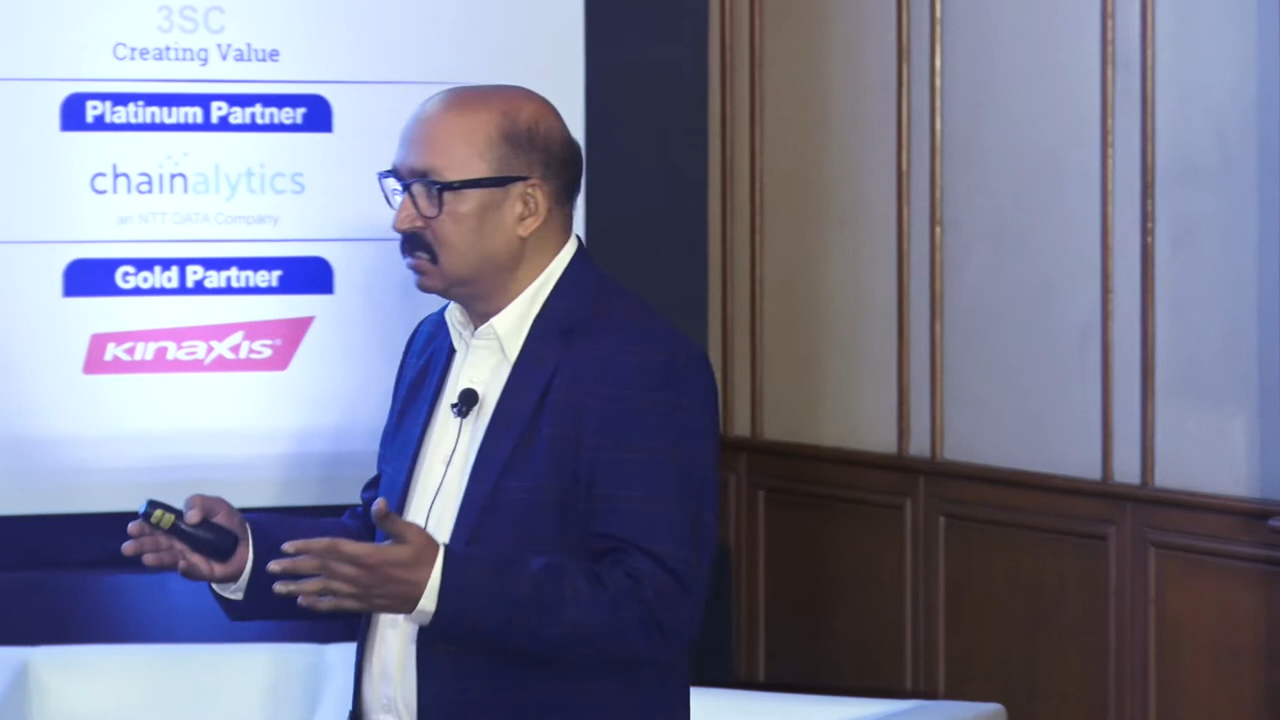 3SC
Creating Value
Platinum Partner
chainalytics
an NTT DATA Company
Gold Partner
KINAXIS®